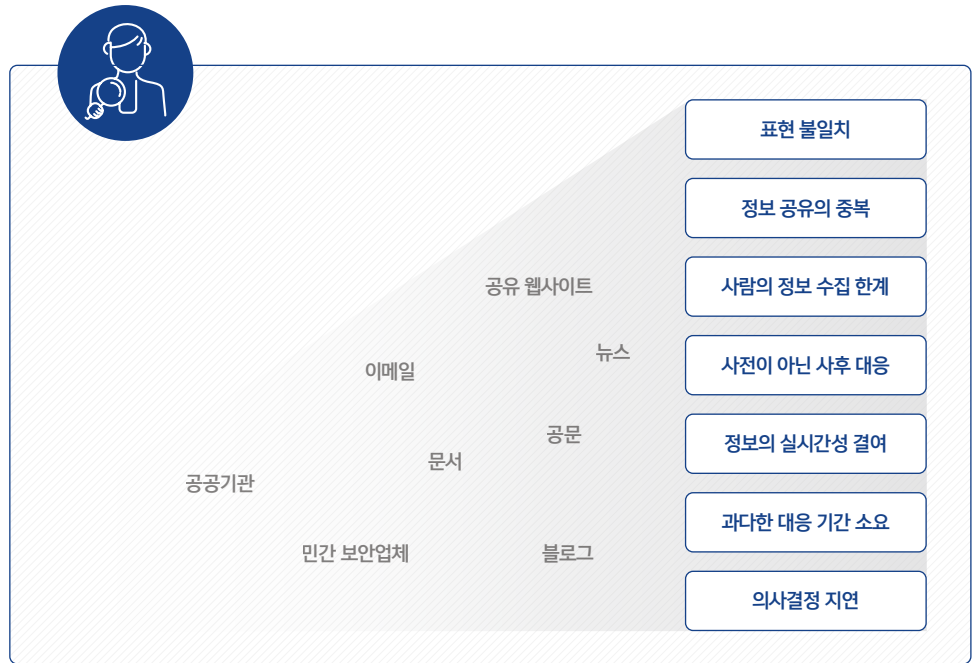 표현 불일치
정보 공유의 중복
공유 웹사이트
사람의 정보 수집 한계
뉴스
이메일
사전이 아닌 사후 대응
공문
문서
정보의 실시간성 결여
공공기관
과다한 대응 기간 소요
민간 보안업체
블로그
의사결정 지연